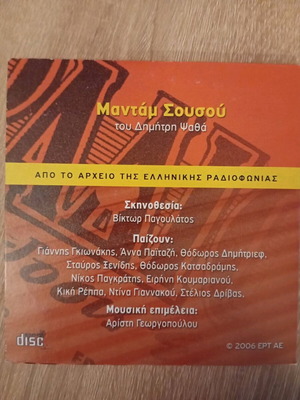 Μαντάμ Σουσού
του Δημήτρη Ψαθά
ΑΠΟ ΤΟ ΑΡΧΕΙΟ ΤΗΣ ΕΛΛΗΝΙΚΗΣ ΡΑΔΙΟΦΩΝΙΑΣ
Σκηνοθεσία:
Βίκτωρ Παγουλάτος
Παίζουν:
Γιάννης Γκιωνάκης, Άννα Παϊταζή, Θόδωρος Δημήτριεφ,
Σταύρος Ξενίδης, Θόδωρος Κατσαδράμης,
Νίκος Παγκράτης, Ειρήνη Κουμαριανού,
Κική Ρέππα, Ντίνα Γιαννακού, Στέλιος Δρίβας,
Μουσική επιμέλεια:
Αρίστη Γεωργοπούλου
disc
© 2006 ΕΡΤ ΑΕ